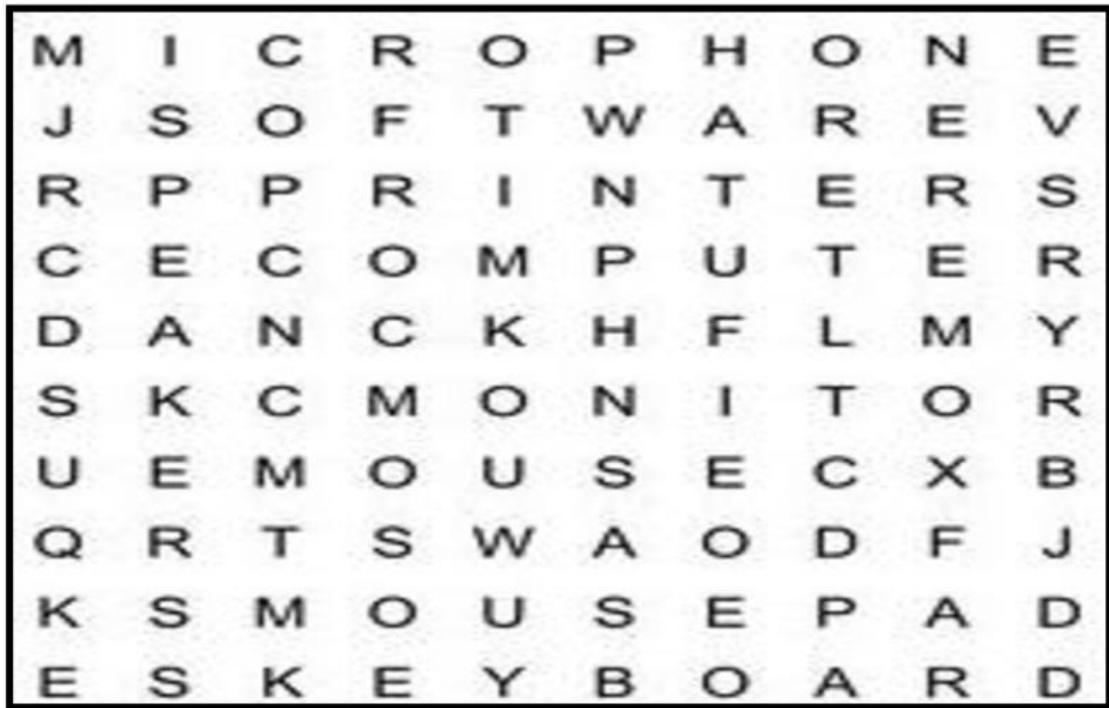 M I C R O P H O N E
J S O F T W A R E V
R P P R I N T E R S
C E C O M P U T E R
D A N C K H F L M Y
S K C M O N I T O R
U E M O U S E C X B
Q R T S W A O D F J
K S M O U S E P A D
E S K E Y B O A R D